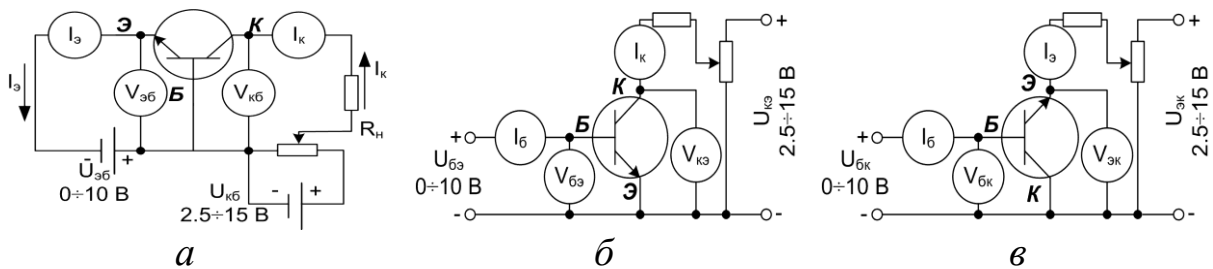 Iэ Э К Iк
Iэ Vэб Б Vкб Iк
Rн
- +
Uэб
0÷10 В
Uкб - +
2.5÷15 В
а
+
Iк
К
+ Iб Б
Uбэ
0÷10 В
Vбэ Vкэ
Э
Uкэ
2.5÷15 В
- -
б
+
Iэ
Э
+ Iб Б
Uбк
0÷10 В
Vбк Vэк
К
Uэк
2.5÷15 В
- -
в